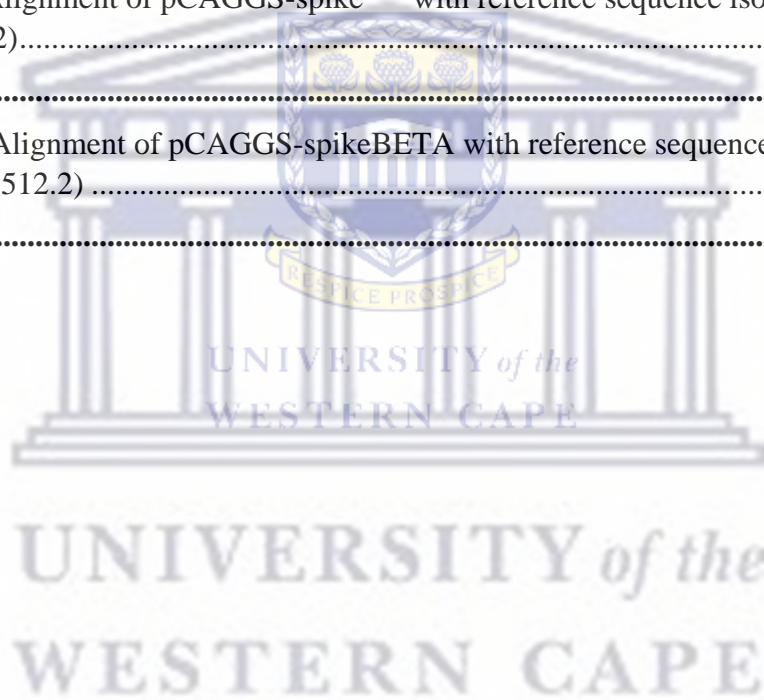 lignment of pCAGGS-spike with reference sequence iso
2)
Alignment of pCAGGS-spikeBETA with reference sequence
512.2)
RESPICE PROSPICE
UNIVERSITY of the
WESTERN CAPE
UNIVERSITY of the
WESTERN CAPE